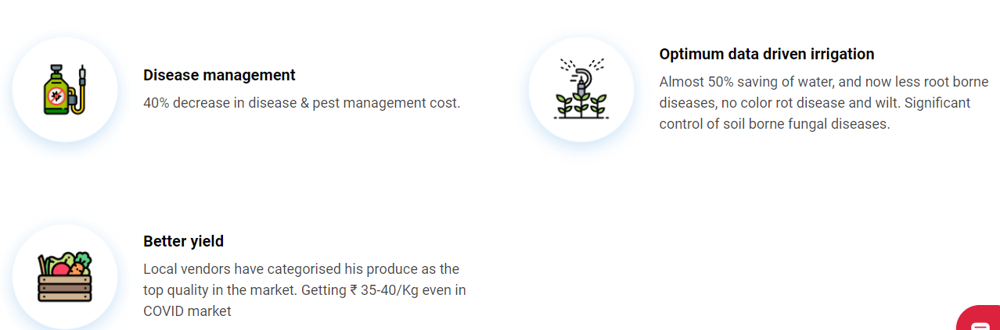 Disease management
40% decrease in disease & pest management cost.
Optimum data driven irrigation
Almost 50% saving of water, and now less root borne
diseases, no color rot disease and wilt. Significant
control of soil borne fungal diseases.
Better yield
Local vendors have categorised his produce as the
top quality in the market. Getting ₹ 35-40/Kg even in
COVID market